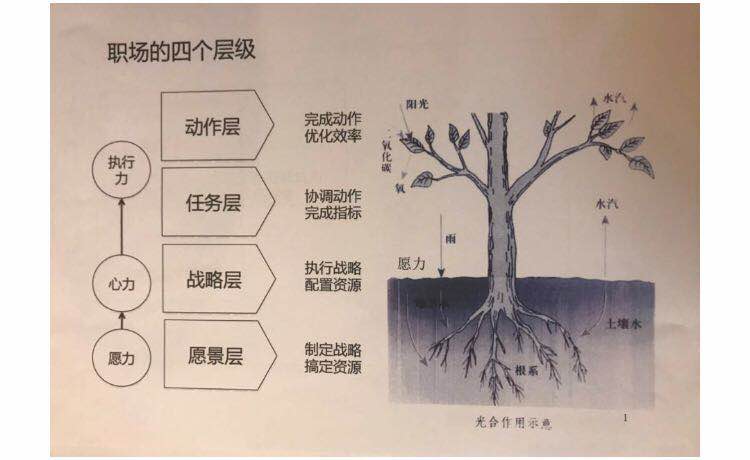 职场的四个层级
动作层
完成动作
优化效率
执行
力
任务层
协调动作
完成指标
心力
战略层
执行战略
配置资源
愿力
愿景层
制定战略
搞定资源
阳光
水汽
二氧化碳
氧
水汽
雨
愿力
土壤水
根系
光合作用示意
1